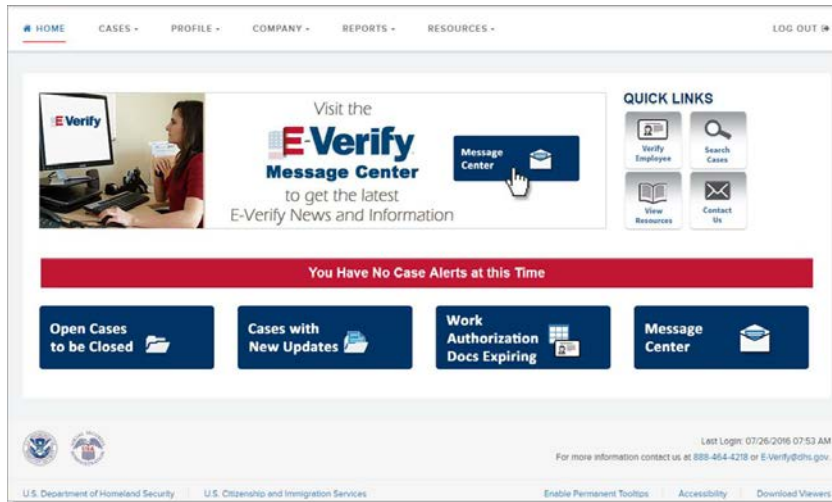 HOME CASES PROFILE COMPANY REPORTS RESOURCES LOG OUT
E-Verify
Visit the
E-Verify
Message Center
to get the latest
E-Verify News and Information
Message
Center
QUICK LINKS
Verify
Employee
Search
Cases
View
Resources
Contact
Us
You Have No Case Alerts at this Time
Open Cases
to be Closed
Cases with
New Updates
Work
Authorization
Docs Expiring
Message
Center
Last Login: 07/26/2016 07:53 AM
For more information contact us at 888-464-4218 or E-Verify@dhs.gov.
U.S. Department of Homeland Security U.S. Citizenship and Immigration Services Enable Permanent Tooltips Accessibility Download Viewers